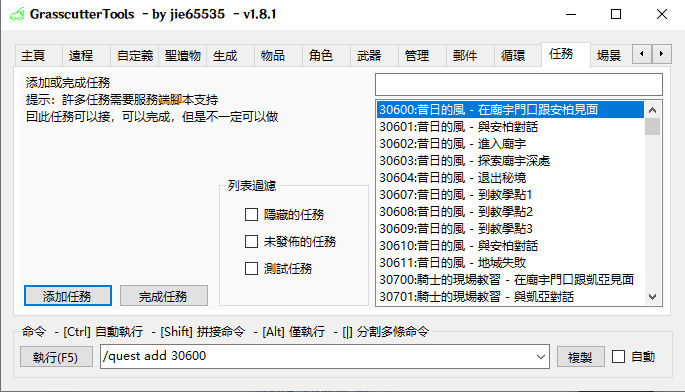 GrasscutterTools - by jie65535 - v1.8.1
主頁 遠程 自定義 聖遺物 生成 物品 角色 武器 管理 郵件 循環 任務 場景
添加或完成任務
提示：許多任務需要服務端腳本支持
因此任務可以接，可以完成，但是不一定可以做
列表過濾
隱藏的任務
未發佈的任務
測試任務
添加任務 完成任務
30600:昔日的風 - 在廟宇門口跟安柏見面
30601:昔日的風 - 與安柏對話
30602:昔日的風 - 進入廟宇
30603:昔日的風 - 探索廟宇深處
30604:昔日的風 - 退出秘境
30607:昔日的風 - 到教學點1
30608:昔日的風 - 到教學點2
30609:昔日的風 - 到教學點3
30610:昔日的風 - 與安柏對話
30611:昔日的風 - 地城失敗
30700:騎士的現場教習 - 在廟宇門口跟凱亞見面
30701:騎士的現場教習 - 與凱亞對話
命令 - [Ctrl] 自動執行 - [Shift] 拼接命令 - [Alt] 僅執行 - [|] 分割多條命令
執行(F5) /quest add 30600 複製 自動